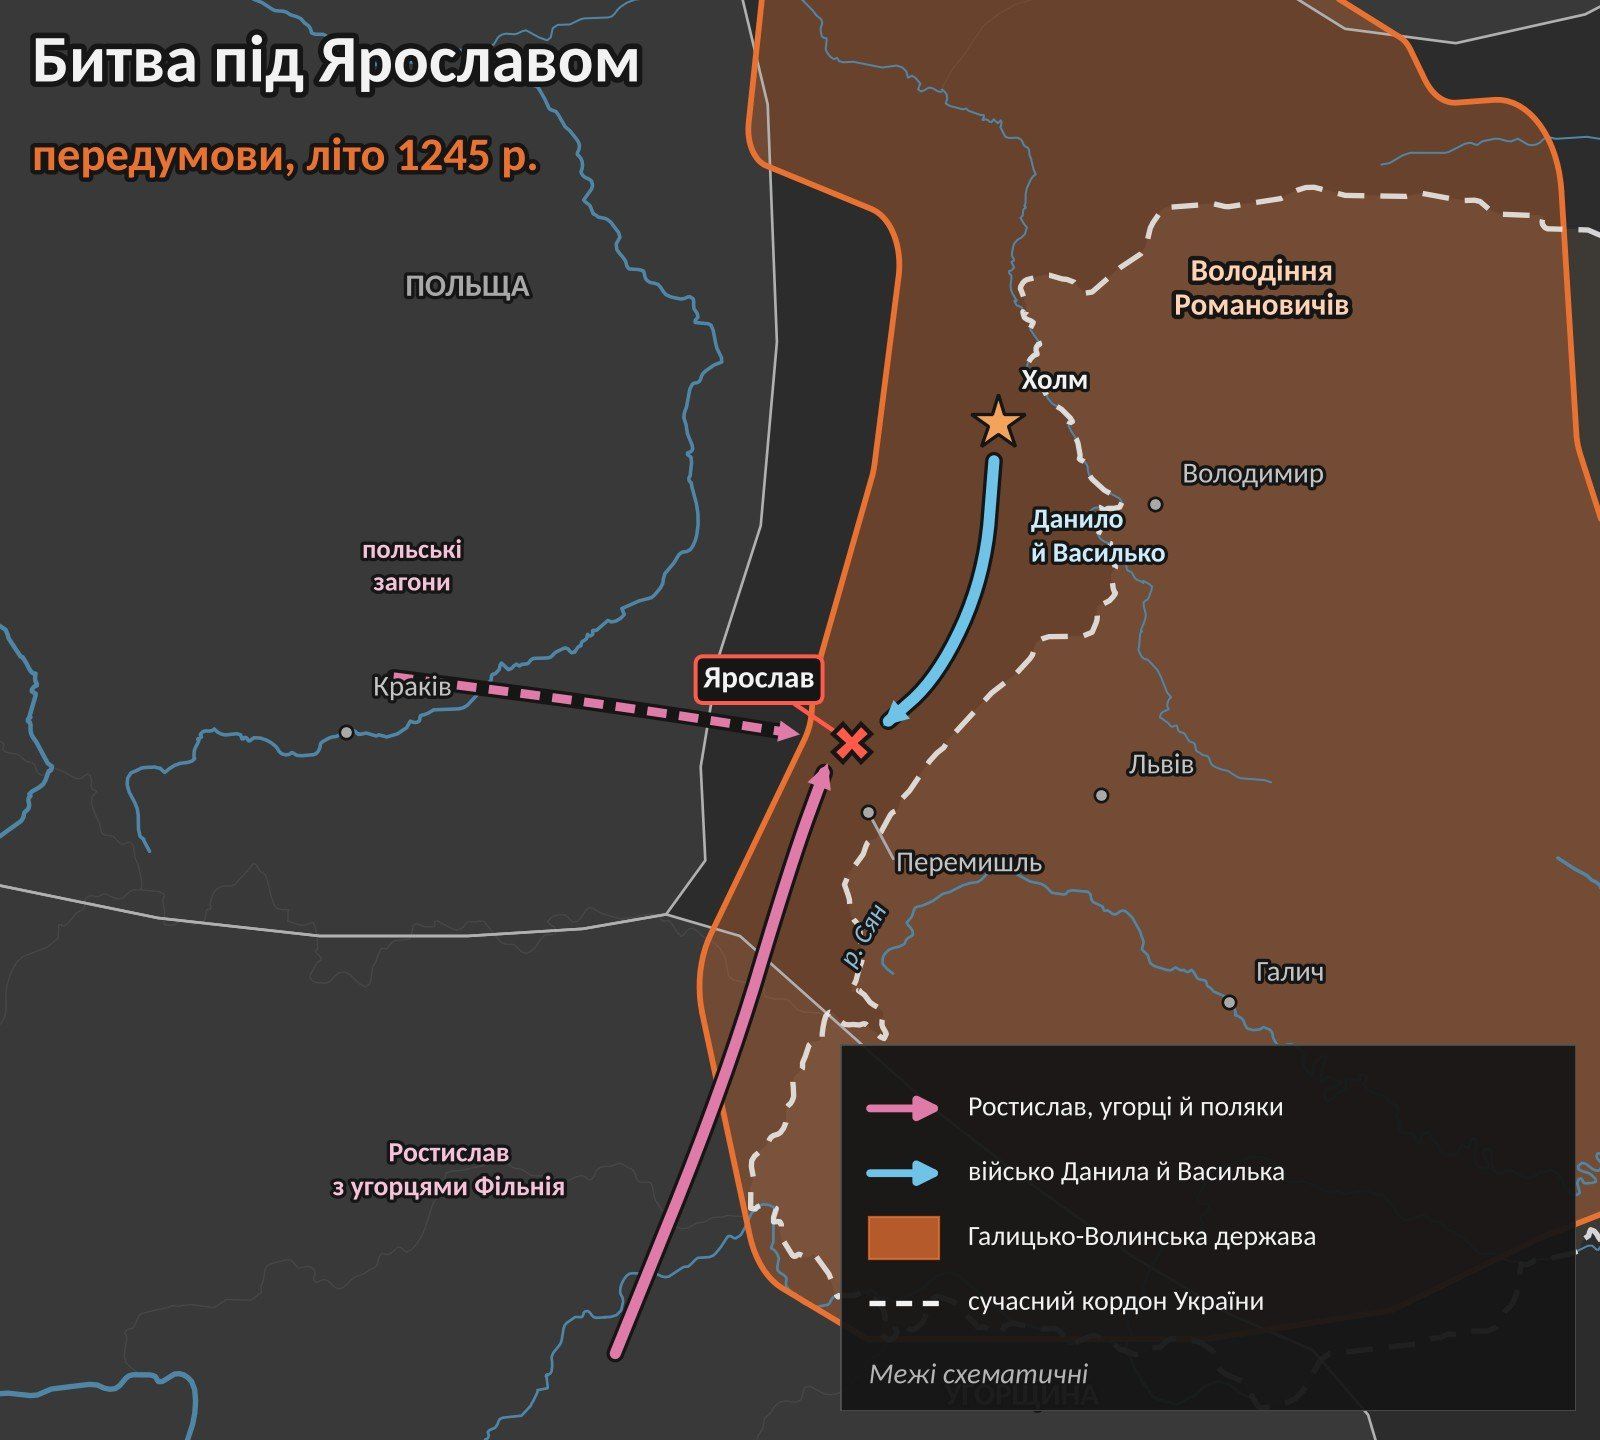 Битва під Ярославом
передумови, літо 1245 р.
ПОЛЬЩА
Володіння
Романовичів
Холм
Володимир
Данило
й Василько
польські
загони
Краків
Ярослав
Львів
Перемишль
р. Сян
Галич
Ростислав
з угорцями Фільнія
Ростислав, угорці й поляки
військо Данила й Василька
Галицько-Волинська держава
сучасний кордон України
Межі схематичні
УГОРЩИНА